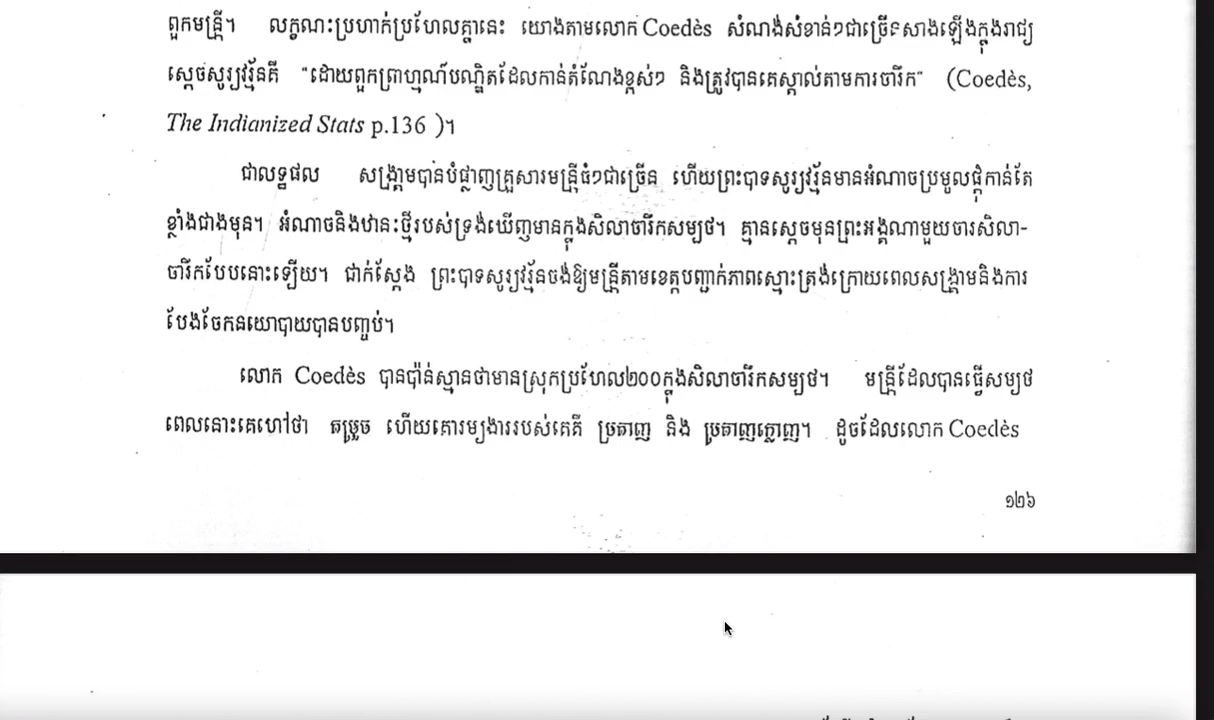 ពួកមន្ត្រី។ លក្ខណៈប្រហាក់ប្រហែលគ្នានេះ យោងតាមលោក Coedès សំណង់សំខាន់ៗជាច្រើនសាងឡើងក្នុងរាជ្យ
ស្តេចសូរ្យវរ្ម័នគឺ "ដោយពួកព្រាហ្មណ៍បណ្ឌិតដែលកាន់តំណែងខ្ពស់ៗ និងត្រូវបានគេស្គាល់តាមការចារឹក" (Coedès,
The Indianized Stats p.136 )។
ជាលទ្ធផល សង្គ្រាមបានបំផ្លាញគ្រួសារមន្ត្រីធំៗជាច្រើន ហើយព្រះបាទសូរ្យវរ្ម័នមានអំណាចប្រមូលផ្តុំកាន់តែ
ខ្លាំងជាងមុន។ អំណាចនិងឋានៈថ្មីរបស់ទ្រង់ឃើញមានក្នុងសិលាចារឹកសម្បថ។ គ្មានស្តេចមុនព្រះអង្គណាមួយចារសិលា-
ចារឹកបែបនោះឡើយ។ ជាក់ស្តែង ព្រះបាទសូរ្យវរ្ម័នចង់ឱ្យមន្ត្រីតាមខេត្តបញ្ជាក់ភាពស្មោះត្រង់ក្រោយពេលសង្គ្រាមនិងការ
បែងចែកនយោបាយបានបញ្ចប់។
លោក Coedès បានប៉ាន់ស្មានថាមានស្រុកប្រហែល២០០ក្នុងសិលាចារឹកសម្បថ។ មន្ត្រីដែលបានធ្វើសម្បថ
ពេលនោះគេហៅថា តម្រួច ហើយគោរម្យងាររបស់គេគឺ ម្រតាញ និង ម្រតាញក្លោញ។ ដូចដែលលោក Coedès
១២៦